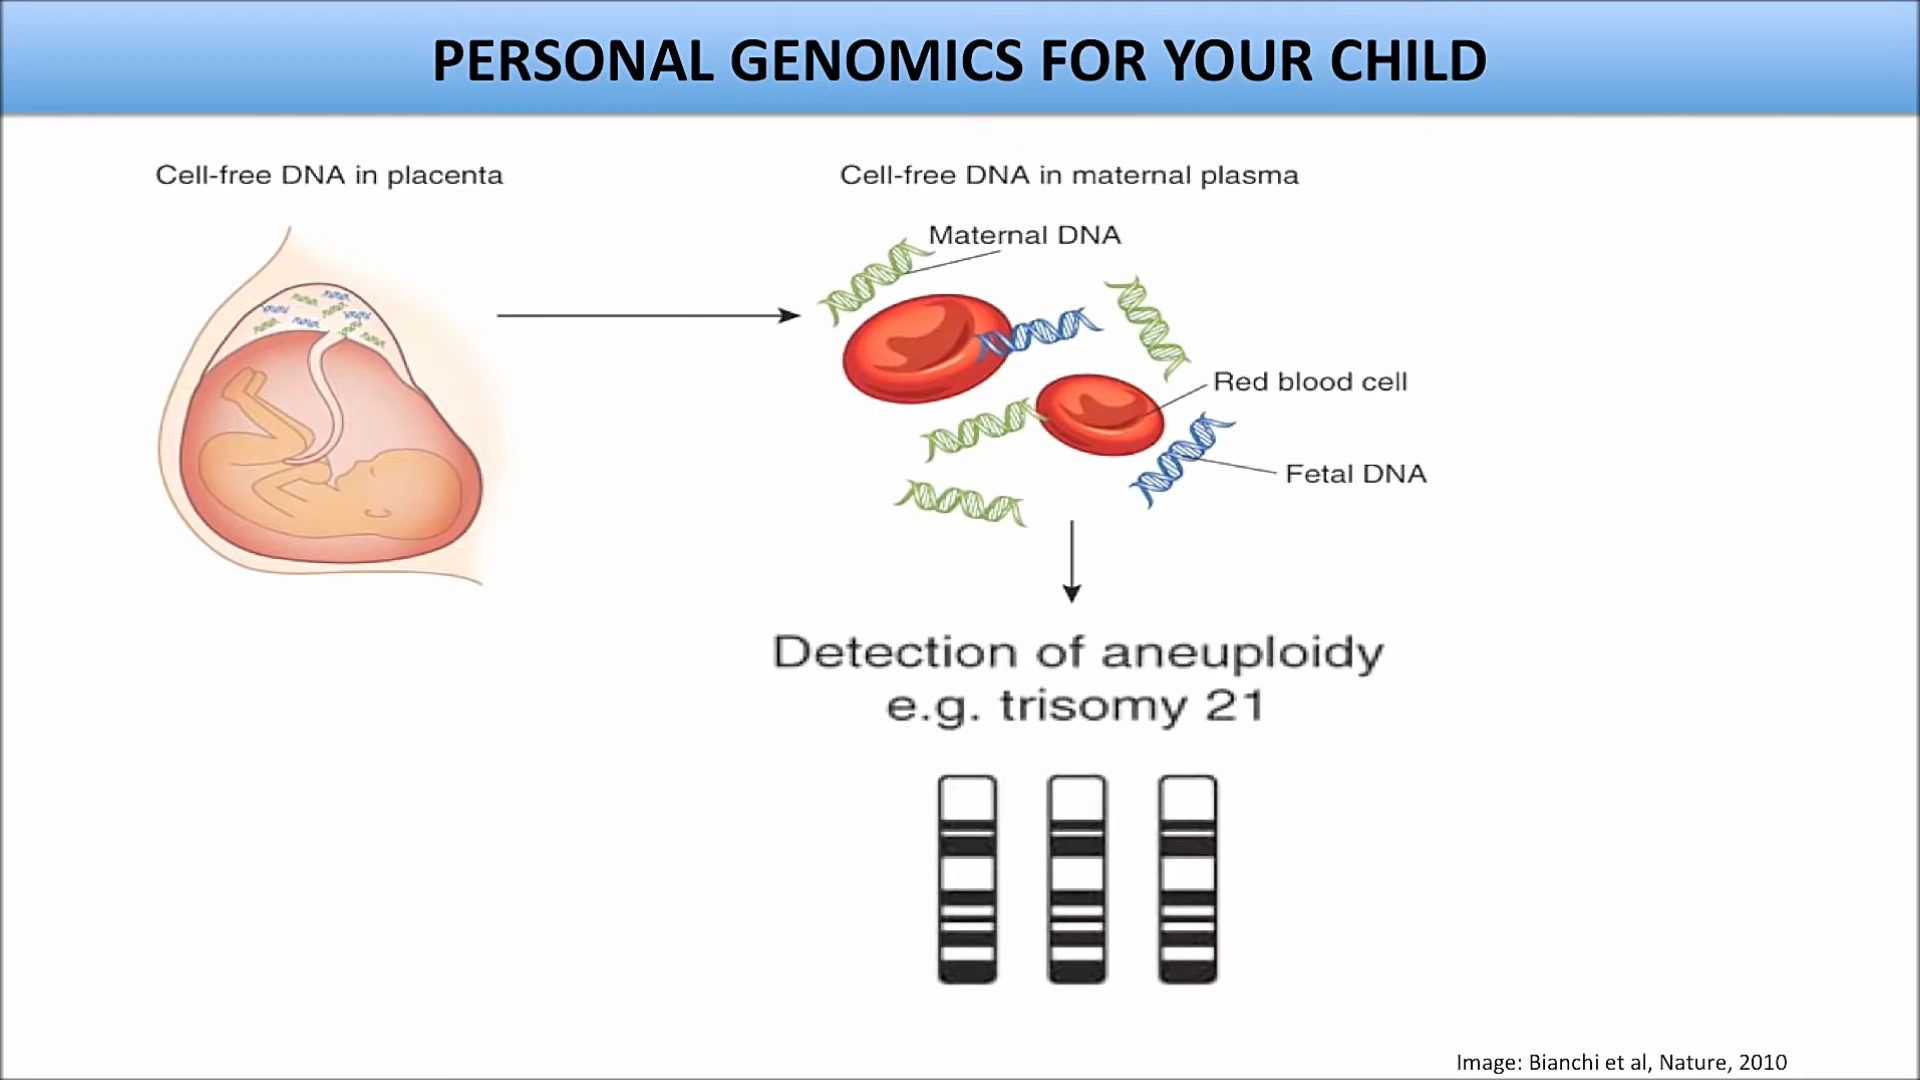 PERSONAL GENOMICS FOR YOUR CHILD
Cell-free DNA in placenta
Cell-free DNA in maternal plasma
Maternal DNA
Red blood cell
Fetal DNA
Detection of aneuploidy
e.g. trisomy 21
Image: Bianchi et al, Nature, 2010